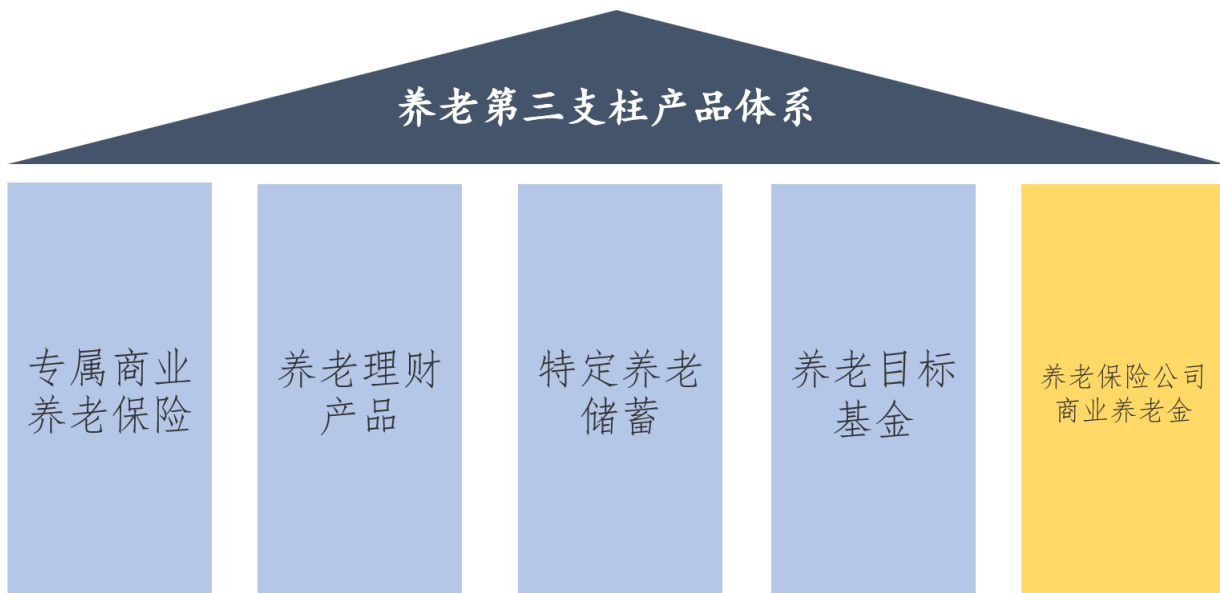 养老第三支柱产品体系
专属商业
养老保险
养老理财
产品
特定养老
储蓄
养老目标
基金
养老保险公司
商业养老金